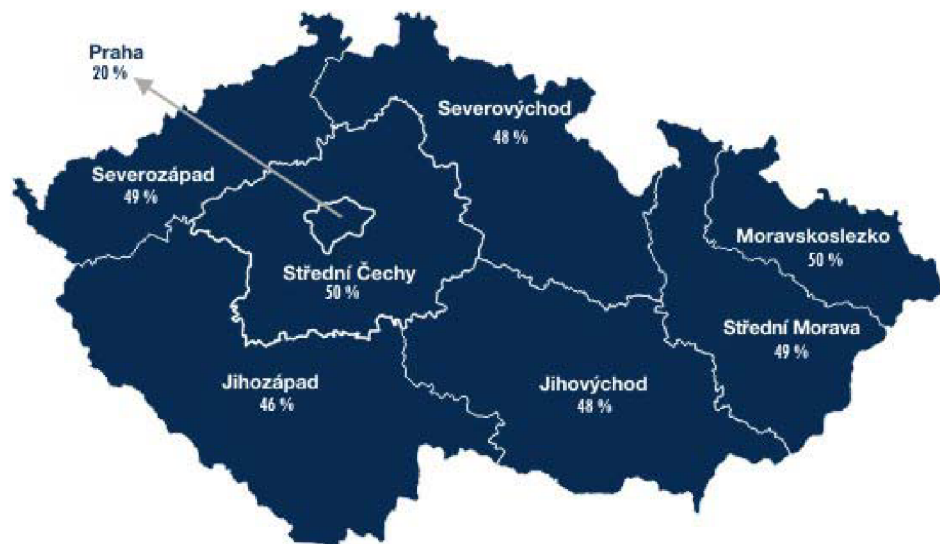 Praha
20 %
Severovýchod
48 %
Severozápad
49 %
Moravskoslezko
50 %
Střední Čechy
50 %
Střední Morava
49 %
Jihozápad
46 %
Jihovýchod
48 %